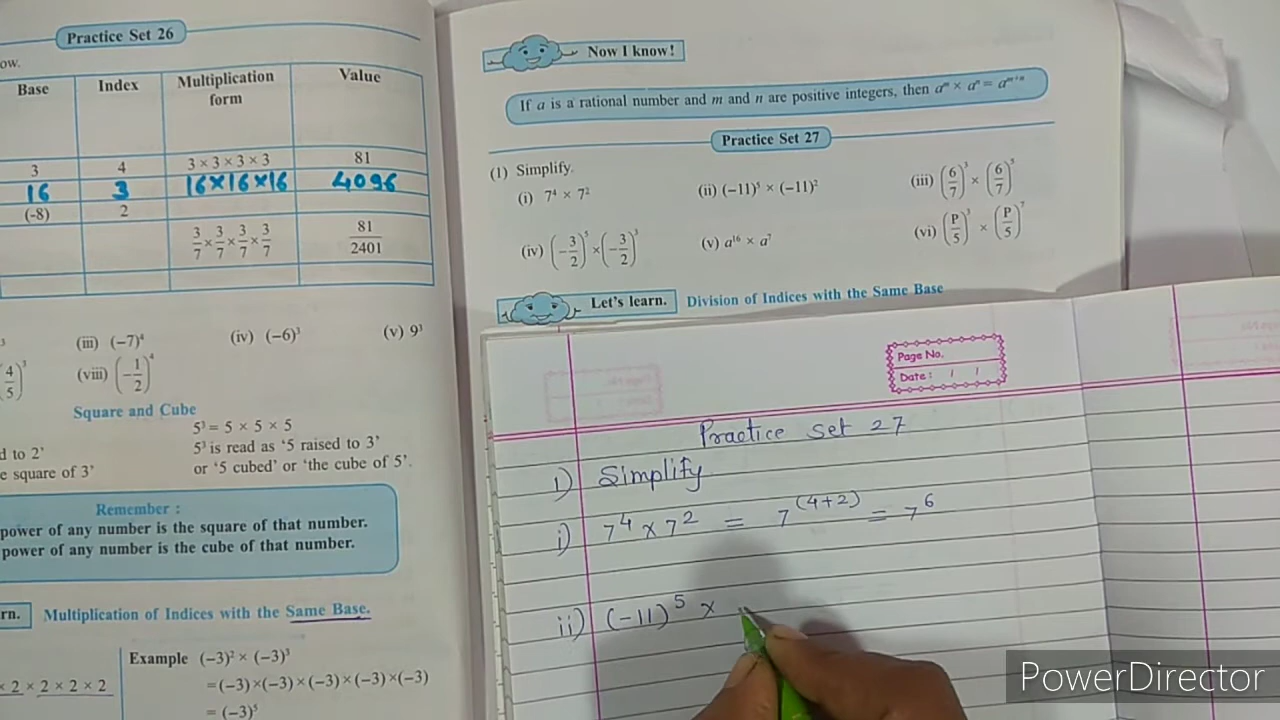 Practice Set 26
ow.
Base Index Multiplication form Value
3 4 3 × 3 × 3 × 3 81
16 3 16×16×16 4096
(-8) 2
3/7 × 3/7 × 3/7 × 3/7 81/2401
3 (iii) (−7)⁴ (iv) (−6)³ (v) 9³
(4/5)³ (viii) (−1/2)⁴
Square and Cube
5³ = 5 × 5 × 5
d to 2’ 5³ is read as ‘5 raised to 3’
e square of 3’ or ‘5 cubed’ or ‘the cube of 5’.
Remember :
power of any number is the square of that number.
power of any number is the cube of that number.
rn. Multiplication of Indices with the Same Base.
Example (−3)² × (−3)³
× 2 × 2 × 2 × 2 =(−3)×(−3)×(−3)×(−3)×(−3)
= (−3)⁵
Now I know!
If a is a rational number and m and n are positive integers, then aᵐ × aⁿ = aᵐ⁺ⁿ
Practice Set 27
(1) Simplify.
(i) 7⁴ × 7² (ii) (−11)⁵ × (−11)² (iii) (6/7)³ × (6/7)⁵
(iv) (−3/2)⁵ × (−3/2)³ (v) a¹⁶ × a⁷ (vi) (P/5)³ × (P/5)⁷
Let’s learn. Division of Indices with the Same Base
Page No.
Date : / /
Practice set 27
1) Simplify
i) 7⁴ × 7² = 7⁽⁴⁺²⁾ = 7⁶
ii) (-11)⁵ ×
PowerDirector